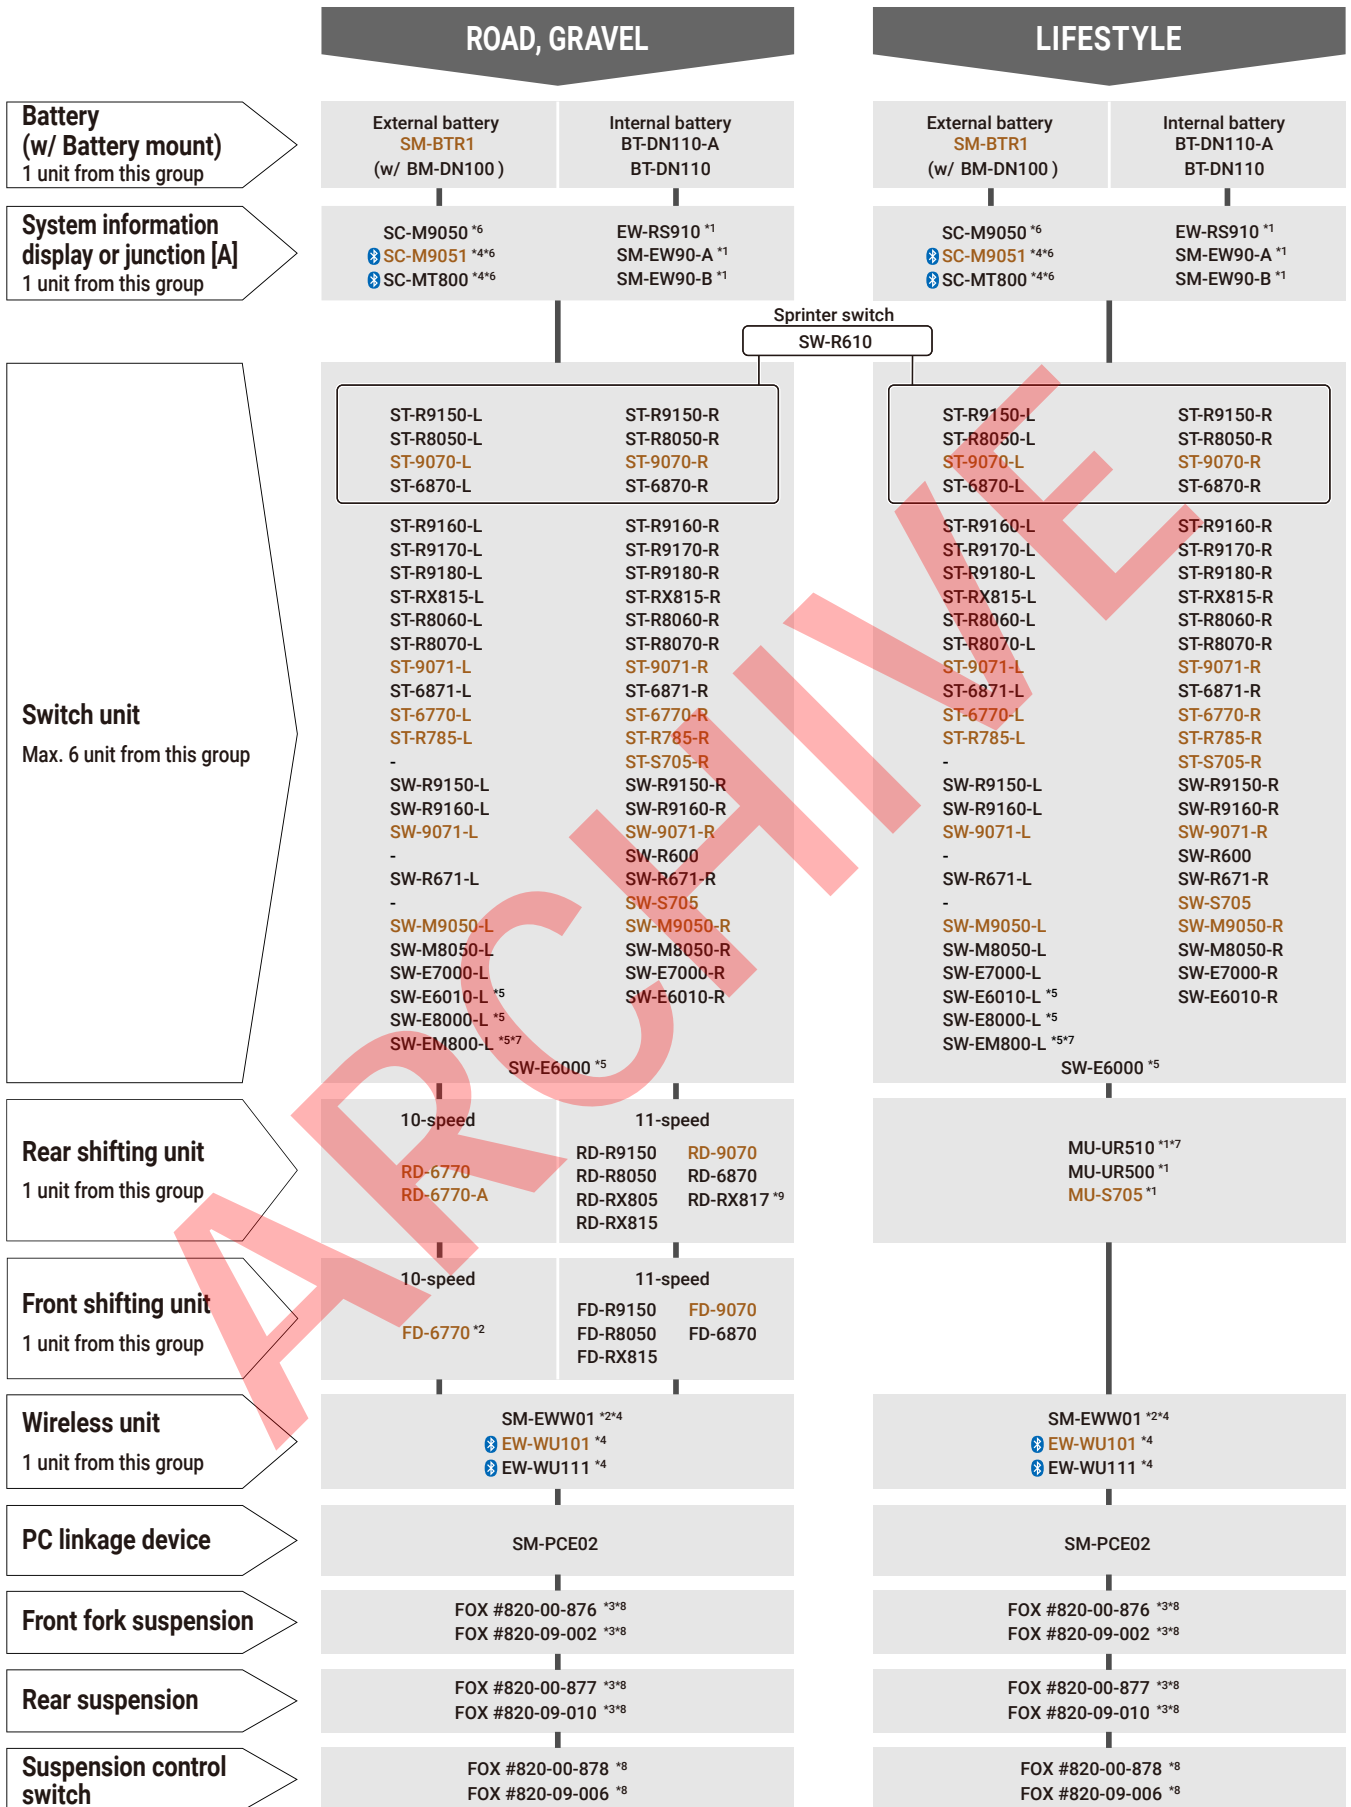 ROAD, GRAVEL
LIFESTYLE
Battery
(w/ Battery mount)
1 unit from this group
External battery
SM-BTR1
(w/ BM-DN100 )
Internal battery
BT-DN110-A
BT-DN110
External battery
SM-BTR1
(w/ BM-DN100 )
Internal battery
BT-DN110-A
BT-DN110
System information
display or junction [A]
1 unit from this group
SC-M9050 *6
SC-M9051 *4*6
SC-MT800 *4*6
EW-RS910 *1
SM-EW90-A *1
SM-EW90-B *1
SC-M9050 *6
SC-M9051 *4*6
SC-MT800 *4*6
EW-RS910 *1
SM-EW90-A *1
SM-EW90-B *1
Sprinter switch
SW-R610
Switch unit
Max. 6 unit from this group
ST-R9150-L
ST-R8050-L
ST-9070-L
ST-6870-L
ST-R9160-L
ST-R9170-L
ST-R9180-L
ST-RX815-L
ST-R8060-L
ST-R8070-L
ST-9071-L
ST-6871-L
ST-6770-L
ST-R785-L
-
SW-R9150-L
SW-R9160-L
SW-9071-L
-
SW-R671-L
-
SW-M9050-L
SW-M8050-L
SW-E7000-L
SW-E6010-L *5
SW-E8000-L *5
SW-EM800-L *5*7
ST-R9150-R
ST-R8050-R
ST-9070-R
ST-6870-R
ST-R9160-R
ST-R9170-R
ST-R9180-R
ST-RX815-R
ST-R8060-R
ST-R8070-R
ST-9071-R
ST-6871-R
ST-6770-R
ST-R785-R
ST-S705-R
SW-R9150-R
SW-R9160-R
SW-9071-R
SW-R600
SW-R671-R
SW-S705
SW-M9050-R
SW-M8050-R
SW-E7000-R
SW-E6010-R
SW-E6000 *5
ST-R9150-L
ST-R8050-L
ST-9070-L
ST-6870-L
ST-R9160-L
ST-R9170-L
ST-R9180-L
ST-RX815-L
ST-R8060-L
ST-R8070-L
ST-9071-L
ST-6871-L
ST-6770-L
ST-R785-L
-
SW-R9150-L
SW-R9160-L
SW-9071-L
-
SW-R671-L
-
SW-M9050-L
SW-M8050-L
SW-E7000-L
SW-E6010-L *5
SW-E8000-L *5
SW-EM800-L *5*7
ST-R9150-R
ST-R8050-R
ST-9070-R
ST-6870-R
ST-R9160-R
ST-R9170-R
ST-R9180-R
ST-RX815-R
ST-R8060-R
ST-R8070-R
ST-9071-R
ST-6871-R
ST-6770-R
ST-R785-R
ST-S705-R
SW-R9150-R
SW-R9160-R
SW-9071-R
SW-R600
SW-R671-R
SW-S705
SW-M9050-R
SW-M8050-R
SW-E7000-R
SW-E6010-R
SW-E6000 *5
Rear shifting unit
1 unit from this group
10-speed
RD-6770
RD-6770-A
11-speed
RD-R9150 RD-9070
RD-R8050 RD-6870
RD-RX805 RD-RX817 *9
RD-RX815
MU-UR510 *1*7
MU-UR500 *1
MU-S705 *1
Front shifting unit
1 unit from this group
10-speed
FD-6770 *2
11-speed
FD-R9150 FD-9070
FD-R8050 FD-6870
FD-RX815
Wireless unit
1 unit from this group
SM-EWW01 *2*4
EW-WU101 *4
EW-WU111 *4
SM-EWW01 *2*4
EW-WU101 *4
EW-WU111 *4
PC linkage device
SM-PCE02
SM-PCE02
Front fork suspension
FOX #820-00-876 *3*8
FOX #820-09-002 *3*8
FOX #820-00-876 *3*8
FOX #820-09-002 *3*8
Rear suspension
FOX #820-00-877 *3*8
FOX #820-09-010 *3*8
FOX #820-00-877 *3*8
FOX #820-09-010 *3*8
Suspension control
switch
FOX #820-00-878 *8
FOX #820-09-006 *8
FOX #820-00-878 *8
FOX #820-09-006 *8
ARCHIVE